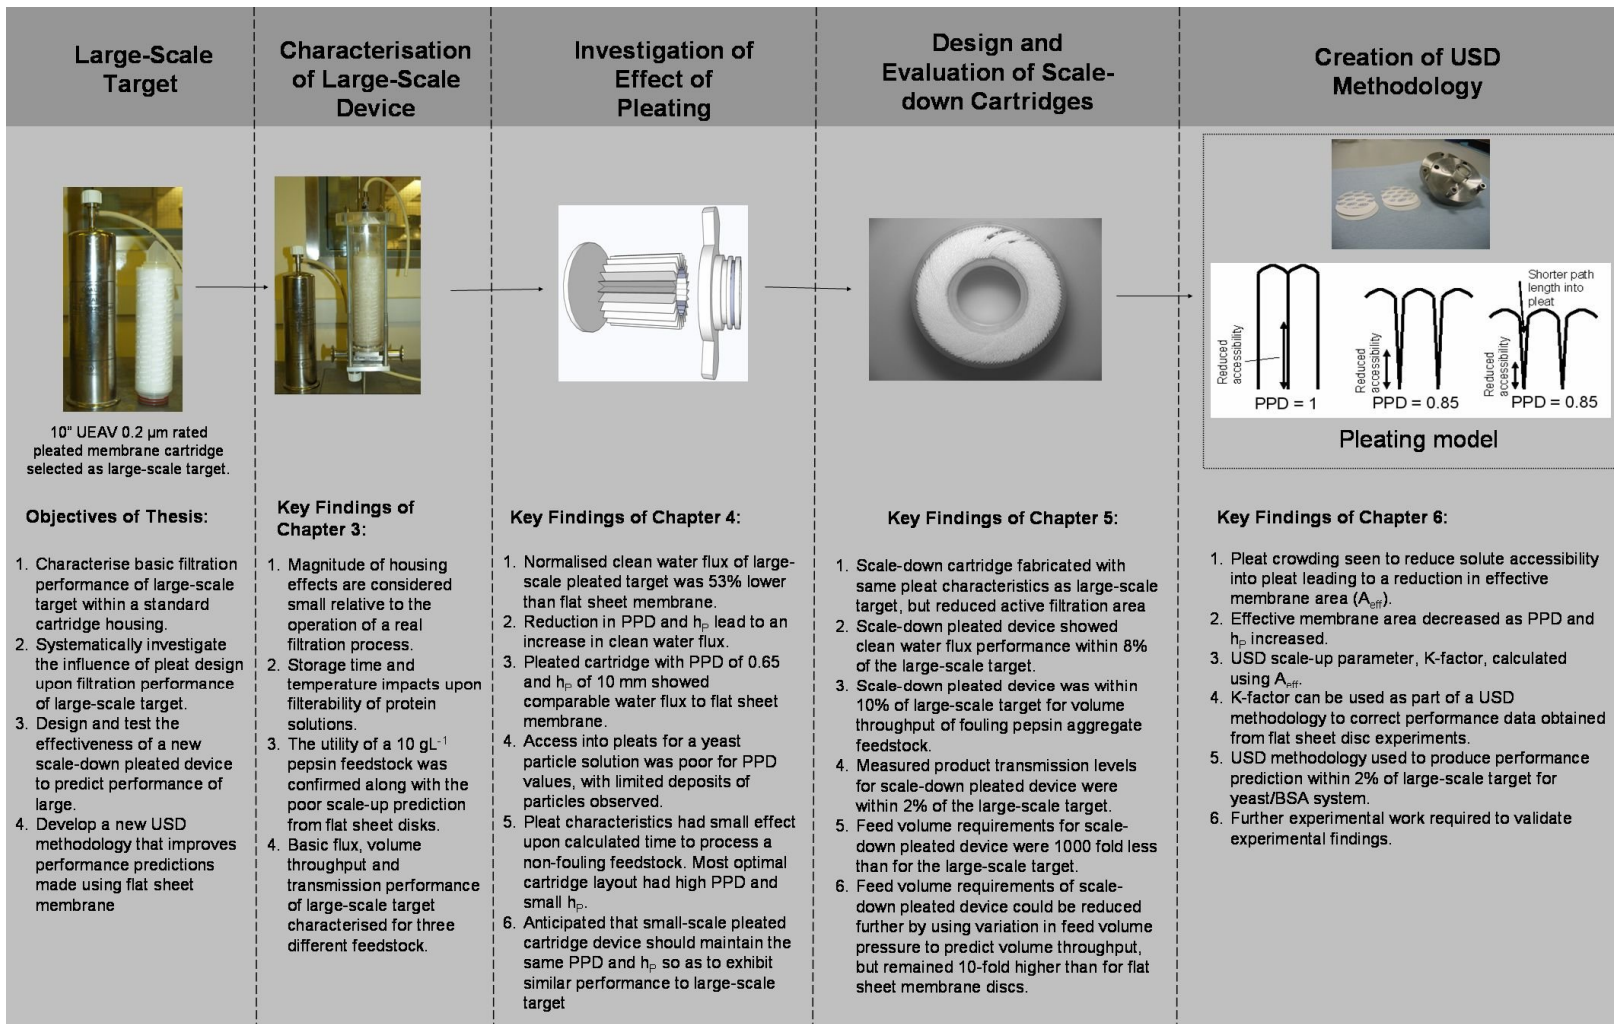 Large-Scale
Target
10" UEAV 0.2 µm rated
pleated membrane cartridge
selected as large-scale target.
Objectives of Thesis:
1. Characterise basic filtration
performance of large-scale
target within a standard
cartridge housing.
2. Systematically investigate
the influence of pleat design
upon filtration performance
of large-scale target.
3. Design and test the
effectiveness of a new
scale-down pleated device
to predict performance of
large.
4. Develop a new USD
methodology that improves
performance predictions
made using flat sheet
membrane
Characterisation
of Large-Scale
Device
Key Findings of
Chapter 3:
1. Magnitude of housing
effects are considered
small relative to the
operation of a real
filtration process.
2. Storage time and
temperature impacts upon
filterability of protein
solutions.
3. The utility of a 10 gL⁻¹
pepsin feedstock was
confirmed along with the
poor scale-up prediction
from flat sheet disks.
4. Basic flux, volume
throughput and
transmission performance
of large-scale target
characterised for three
different feedstock.
Investigation of
Effect of
Pleating
Key Findings of Chapter 4:
1. Normalised clean water flux of large-
scale pleated target was 53% lower
than flat sheet membrane.
2. Reduction in PPD and hP lead to an
increase in clean water flux.
3. Pleated cartridge with PPD of 0.65
and hP of 10 mm showed
comparable water flux to flat sheet
membrane.
4. Access into pleats for a yeast
particle solution was poor for PPD
values, with limited deposits of
particles observed.
5. Pleat characteristics had small effect
upon calculated time to process a
non-fouling feedstock. Most optimal
cartridge layout had high PPD and
small hP.
6. Anticipated that small-scale pleated
cartridge device should maintain the
same PPD and hP so as to exhibit
similar performance to large-scale
target
Design and
Evaluation of Scale-
down Cartridges
Key Findings of Chapter 5:
1. Scale-down cartridge fabricated with
same pleat characteristics as large-scale
target, but reduced active filtration area
2. Scale-down pleated device showed
clean water flux performance within 8%
of the large-scale target.
3. Scale-down pleated device was within
10% of large-scale target for volume
throughput of fouling pepsin aggregate
feedstock.
4. Measured product transmission levels
for scale-down pleated device were
within 2% of the large-scale target.
5. Feed volume requirements for scale-
down pleated device were 1000 fold less
than for the large-scale target.
6. Feed volume requirements of scale-
down pleated device could be reduced
further by using variation in feed volume
pressure to predict volume throughput,
but remained 10-fold higher than for flat
sheet membrane discs.
Creation of USD
Methodology
Reduced
accessibility
PPD = 1
Reduced
accessibility
PPD = 0.85
Shorter path
length into
pleat
Reduced
accessibility
PPD = 0.85
Pleating model
Key Findings of Chapter 6:
1. Pleat crowding seen to reduce solute accessibility
into pleat leading to a reduction in effective
membrane area (Aeff).
2. Effective membrane area decreased as PPD and
hP increased.
3. USD scale-up parameter, K-factor, calculated
using Aeff.
4. K-factor can be used as part of a USD
methodology to correct performance data obtained
from flat sheet disc experiments.
5. USD methodology used to produce performance
prediction within 2% of large-scale target for
yeast/BSA system.
6. Further experimental work required to validate
experimental findings.